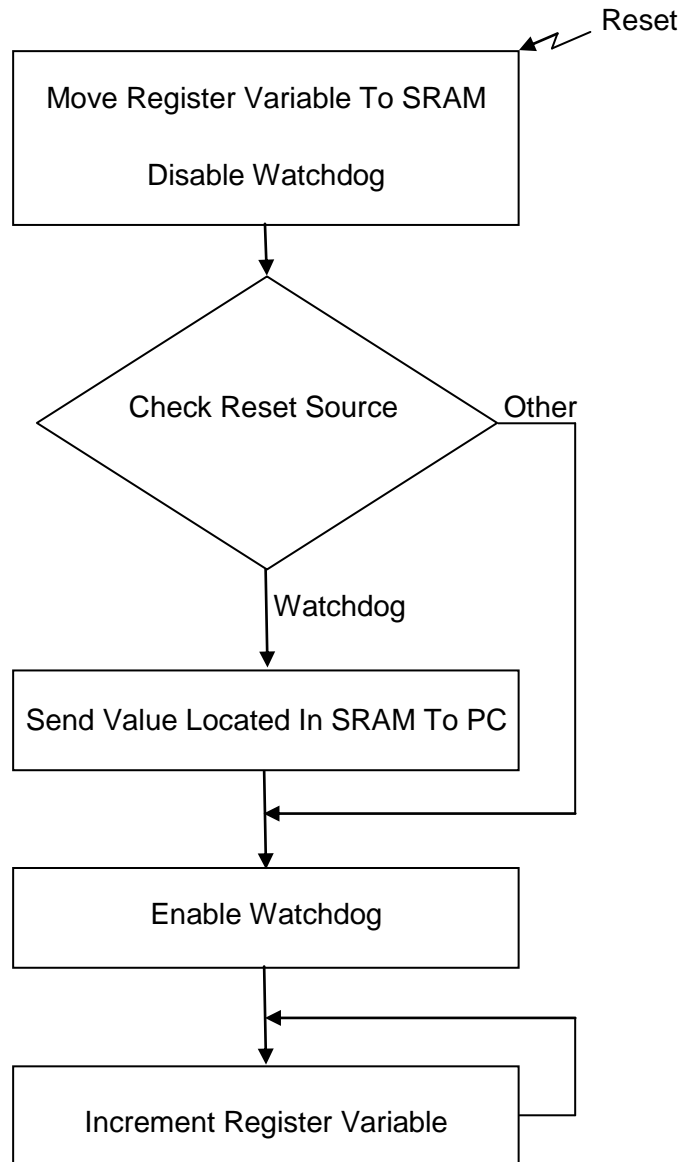 Reset
Move Register Variable To SRAM
Disable Watchdog
Check Reset Source
Other
Watchdog
Send Value Located In SRAM To PC
Enable Watchdog
Increment Register Variable